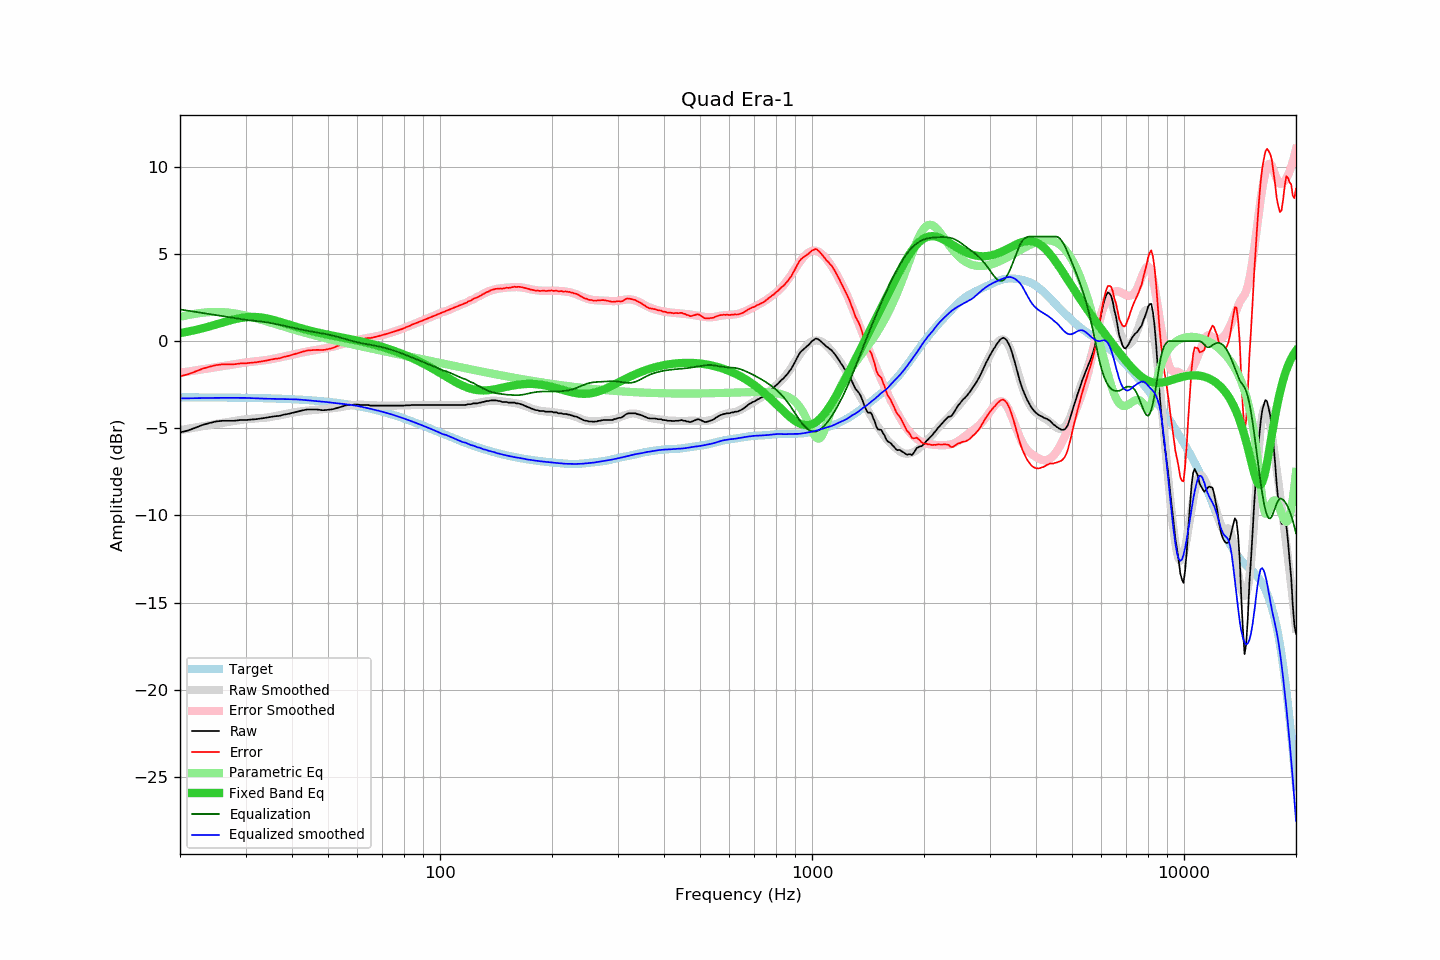 Quad Era-1
Amplitude (dBr)
10
5
0
−5
−10
−15
−20
−25
Target
Raw Smoothed
Error Smoothed
Raw
Error
Parametric Eq
Fixed Band Eq
Equalization
Equalized smoothed
100
1000
10000
Frequency (Hz)